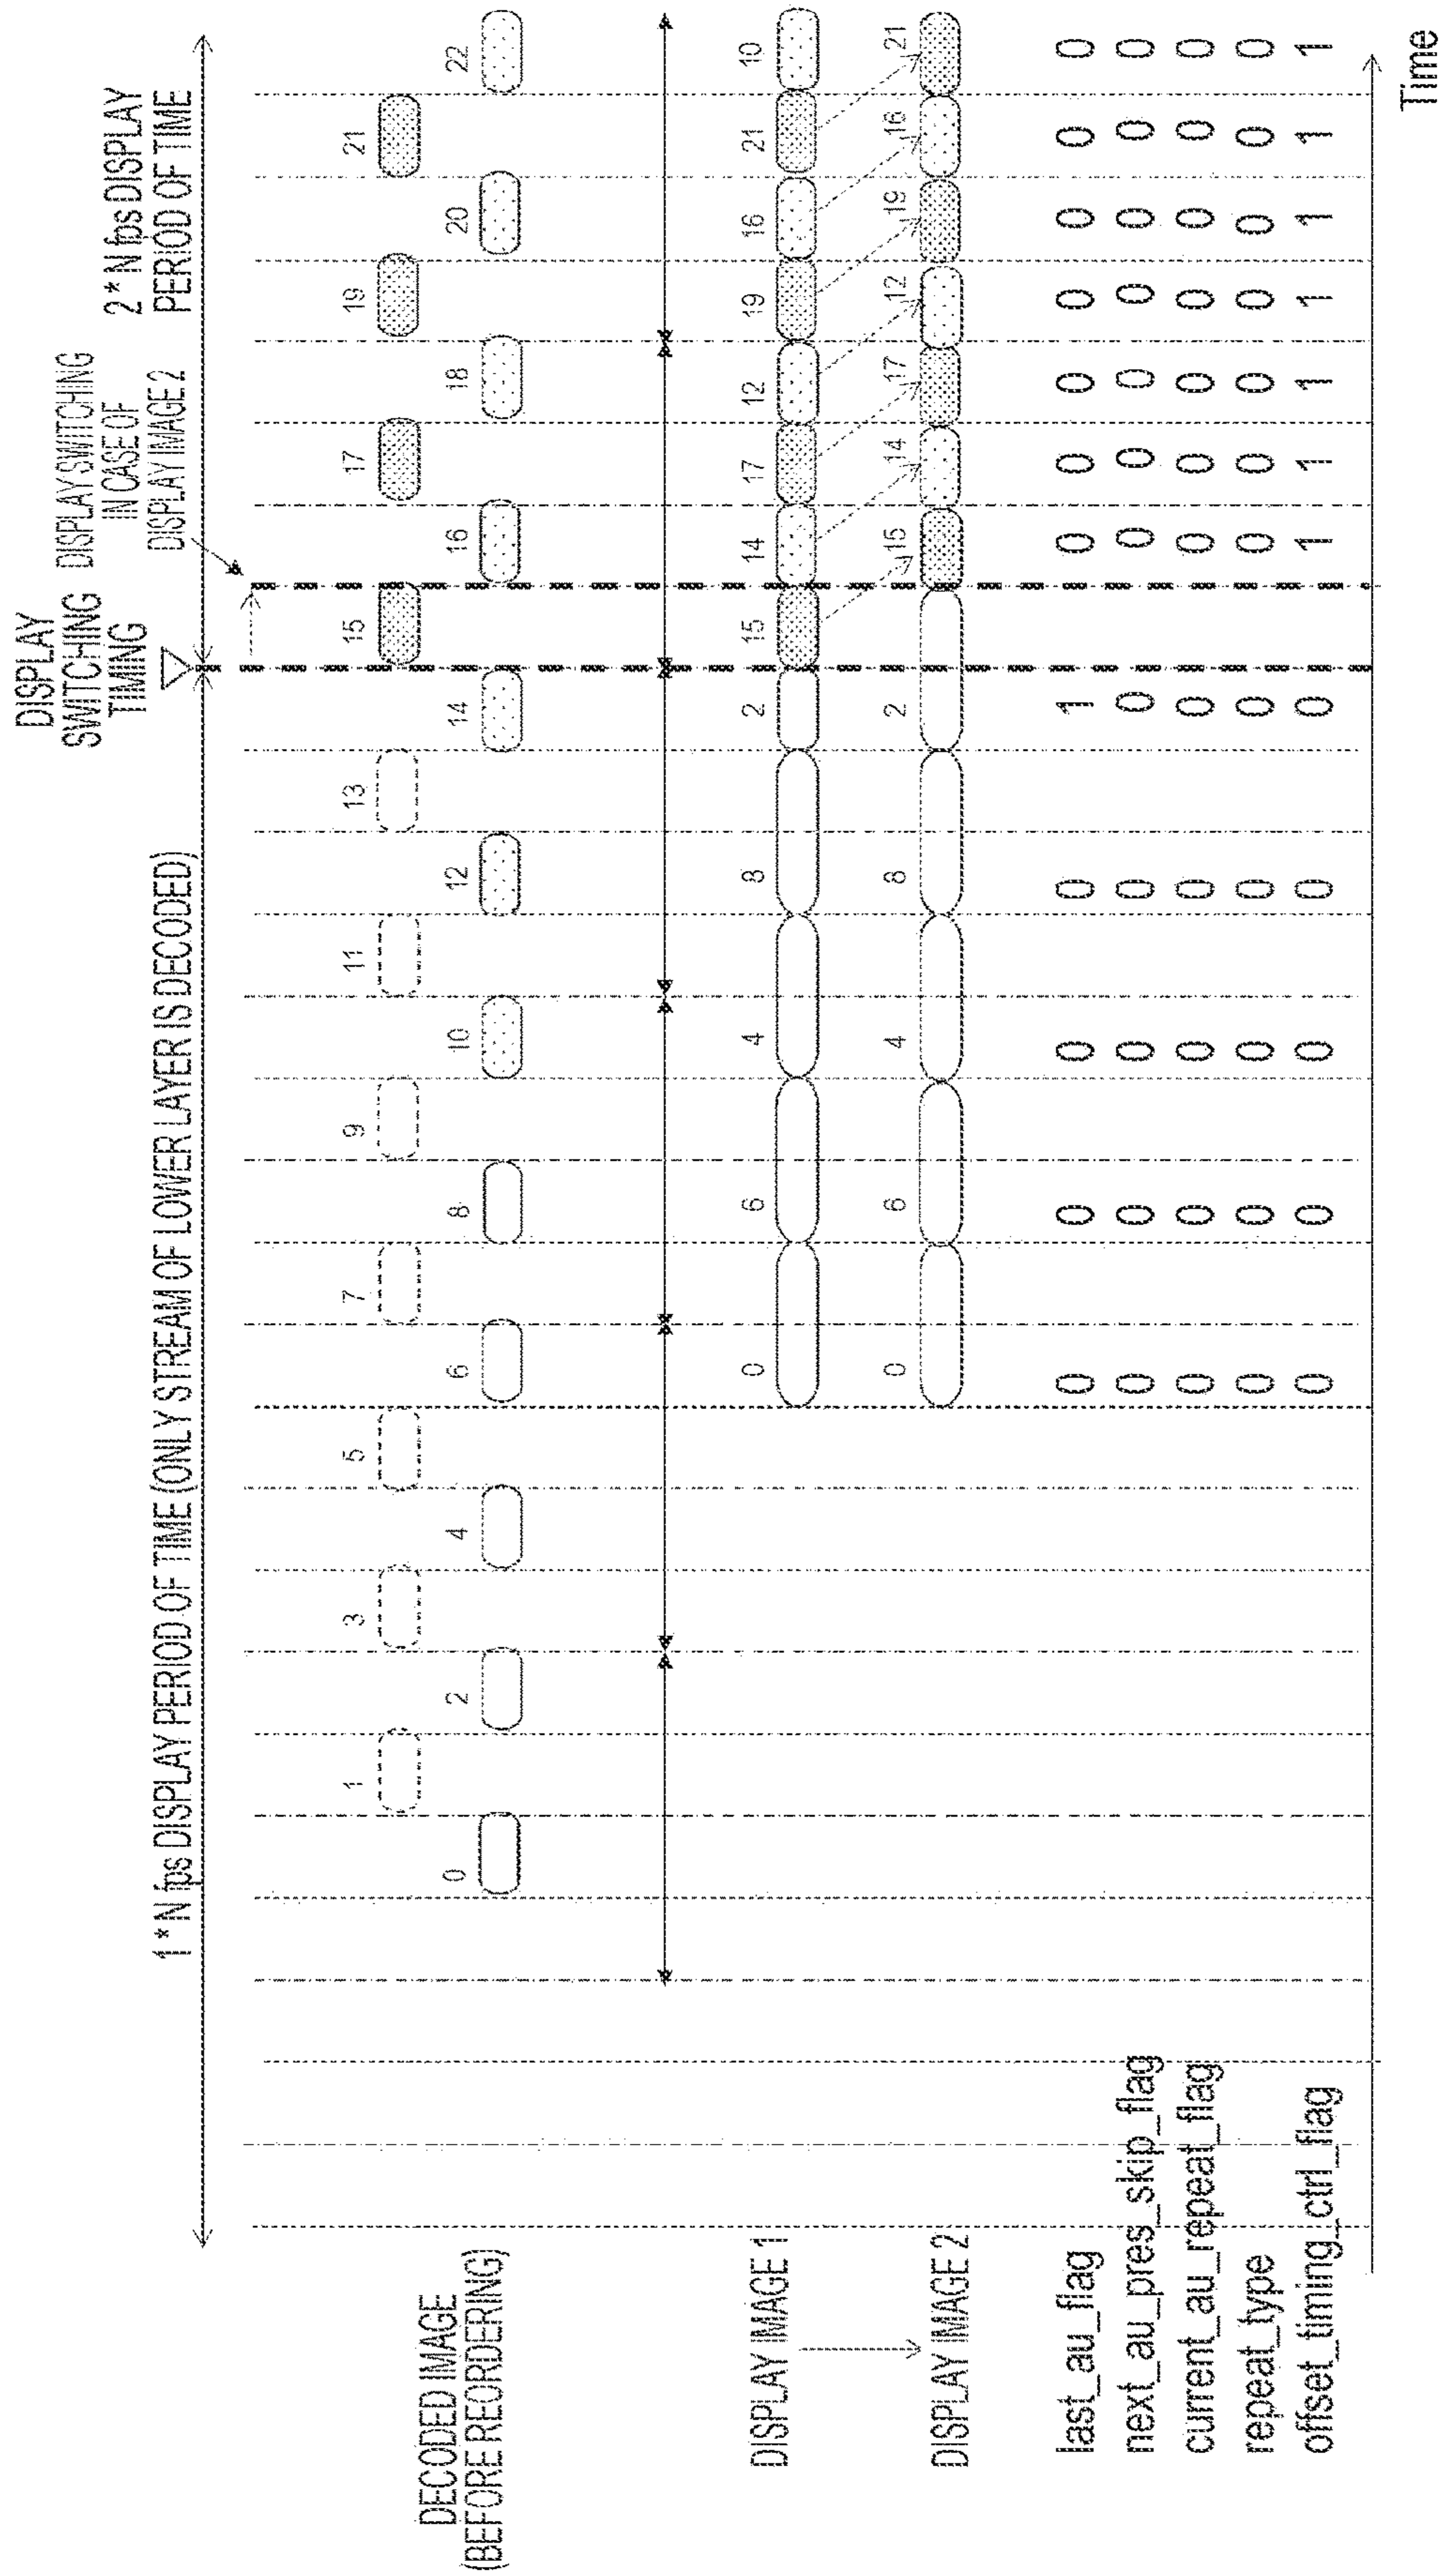 DISPLAY
SWITCHING
TIMING
DISPLAY SWITCHING
IN CASE OF
DISPLAY IMAGE 2
1 * N fps DISPLAY PERIOD OF TIME (ONLY STREAM OF LOWER LAYER IS DECODED)
2 * N fps DISPLAY
PERIOD OF TIME
1 3 5 7 9 11 13 15 17 19 21
DECODED IMAGE
(BEFORE REORDERING)
0 2 4 6 8 10 12 14 16 18 20 22
DISPLAY IMAGE 1
0 6 4 8 2 15 14 17 12 19 16 21 10
DISPLAY IMAGE 2
0 6 4 8 2 15 14 17 12 19 16 21
last_au_flag 0 0 0 0 1 0 0 0 0 0 0 0
next_au_pres_skip_flag 0 0 0 0 0 0 0 0 0 0 0 0
current_au_repeat_flag 0 0 0 0 0 0 0 0 0 0 0 0
repeat_type 0 0 0 0 0 0 0 0 0 0 0 0
offset_timing_ctrl_flag 0 0 0 0 0 1 1 1 1 1 1 1
Time